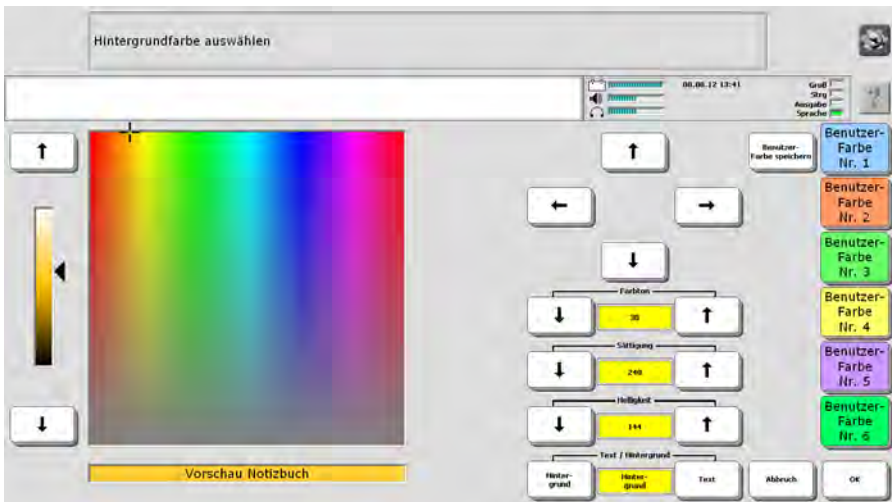 Hintergrundfarbe auswählen
08.08.12 13:41
Groß
Strg
Ausgabe
Sprache
Benutzer-
Farbe speichern
Benutzer-
Farbe
Nr. 1
Benutzer-
Farbe
Nr. 2
Benutzer-
Farbe
Nr. 3
Farbton
30
Benutzer-
Farbe
Nr. 4
Sättigung
240
Benutzer-
Farbe
Nr. 5
Helligkeit
144
Benutzer-
Farbe
Nr. 6
Text / Hintergrund
Vorschau Notizbuch
Hinter-
grund
Hinter-
grund
Text
Abbruch
OK